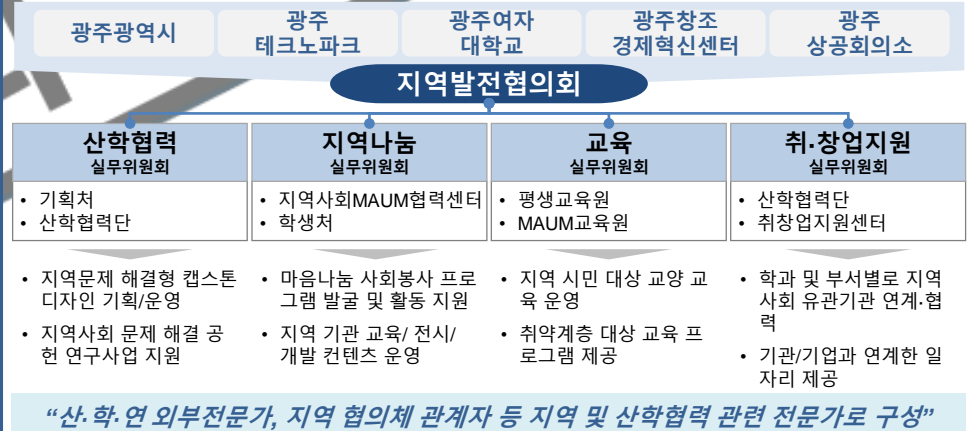 광주광역시
광주
테크노파크
광주여자
대학교
광주창조
경제혁신센터
광주
상공회의소
지역발전협의회
산학협력
실무위원회
• 기획처
• 산학협력단
• 지역문제 해결형 캡스톤
디자인 기획/운영
• 지역사회 문제 해결 공
헌 연구사업 지원
지역나눔
실무위원회
• 지역사회MAUM협력센터
• 학생처
• 마음나눔 사회봉사 프로
그램 발굴 및 활동 지원
• 지역 기관 교육/ 전시/
개발 컨텐츠 운영
교육
실무위원회
• 평생교육원
• MAUM교육원
• 지역 시민 대상 교양 교
육 운영
• 취약계층 대상 교육 프
로그램 제공
취·창업지원
실무위원회
• 산학협력단
• 취창업지원센터
• 학과 및 부서별로 지역
사회 유관기관 연계·협
력
• 기관/기업과 연계한 일
자리 제공
“산·학·연 외부전문가, 지역 협의체 관계자 등 지역 및 산학협력 관련 전문가로 구성”